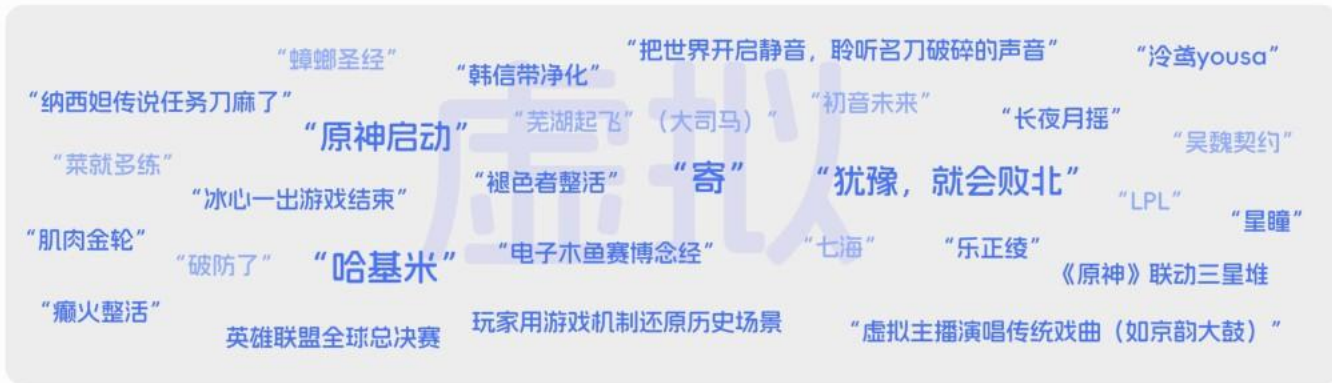 “蟑螂圣经”
“把世界开启静音，聆听名刀破碎的声音”
“泠鸢yousa”
“韩信带净化”
“纳西妲传说任务刀麻了”
“原神启动”
“芜湖起飞”（大司马）”
“初音未来”
“长夜月摇”
“吴魏契约”
“菜就多练”
“冰心一出游戏结束”
“褪色者整活”
“寄”
“犹豫，就会败北”
“LPL”
“星瞳”
虚拟
“肌肉金轮”
“破防了”
“哈基米”
“电子木鱼赛博念经”
“七海”
“乐正绫”
《原神》联动三星堆
“癫火整活”
英雄联盟全球总决赛
玩家用游戏机制还原历史场景
“虚拟主播演唱传统戏曲（如京韵大鼓）”